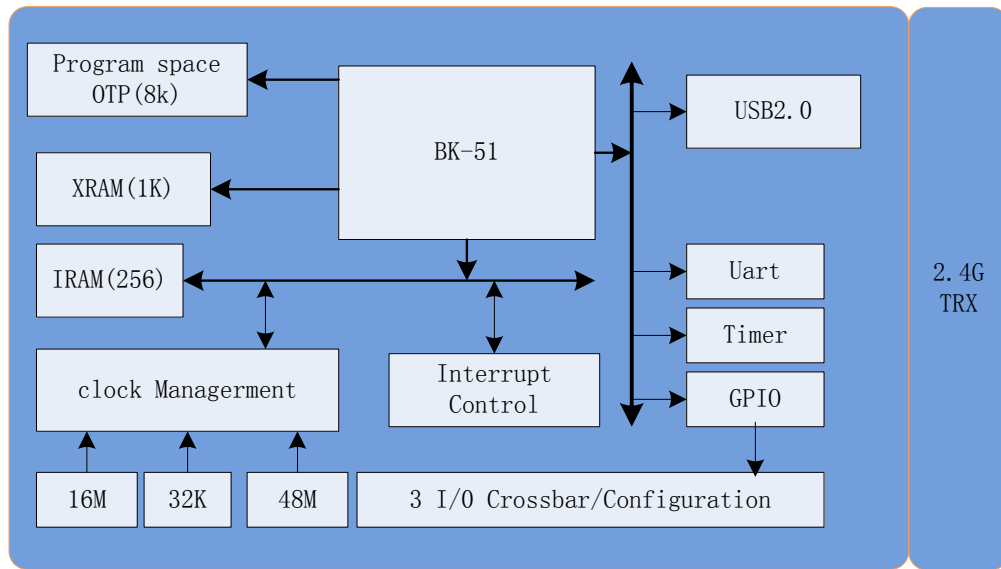 Program space
OTP(8k)
BK-51
USB2.0
XRAM(1K)
IRAM(256)
Uart
2.4G
TRX
Timer
clock Managerment
Interrupt
Control
GPIO
16M
32K
48M
3 I/O Crossbar/Configuration